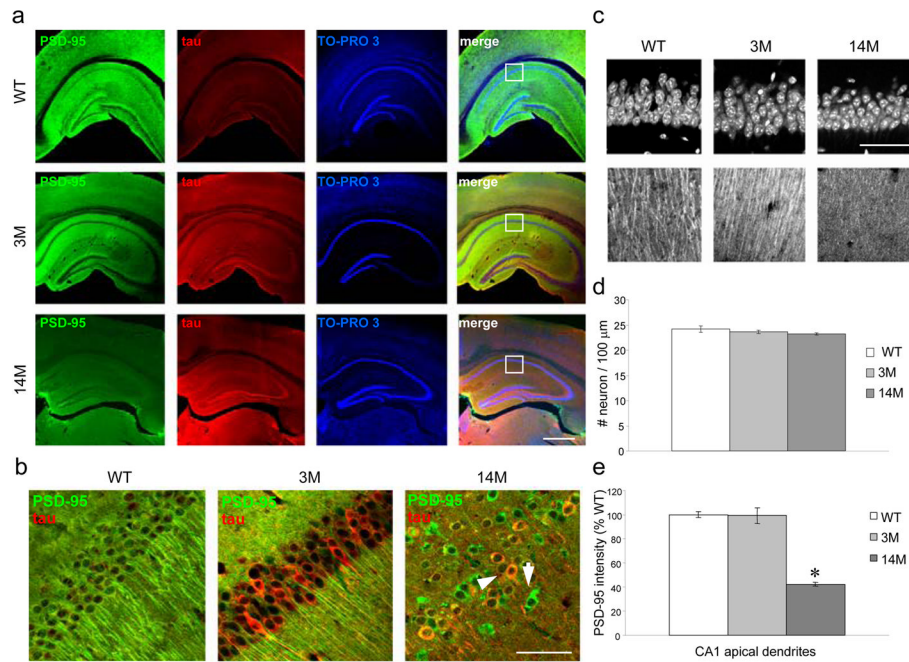 a
PSD-95 tau TO-PRO 3 merge
WT
PSD-95 tau TO-PRO 3 merge
3M
PSD-95 tau TO-PRO 3 merge
14M
b
WT 3M 14M
PSD-95 PSD-95 PSD-95
tau tau tau
c
WT 3M 14M
d
# neuron / 100 µm
30
25
20
15
10
5
0
WT
3M
14M
e
PSD-95 intensity (% WT)
120
100
80
60
40
20
0
*
WT
3M
14M
CA1 apical dendrites